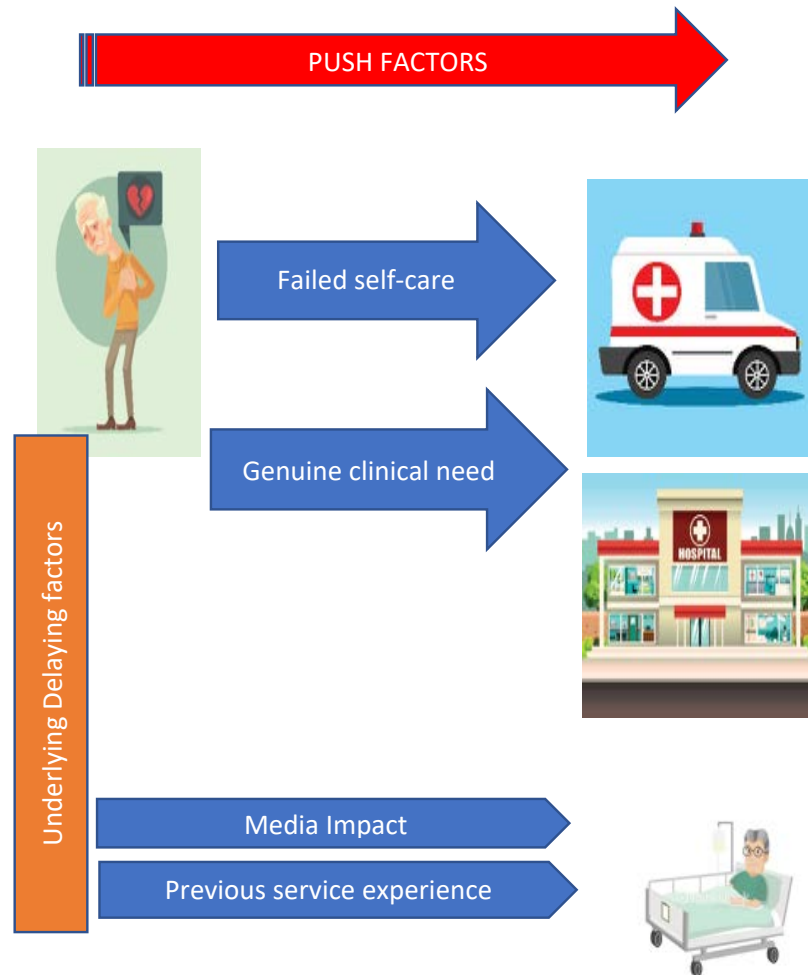 PUSH FACTORS
Failed self-care
Genuine clinical need
HOSPITAL
Underlying Delaying factors
Media Impact
Previous service experience